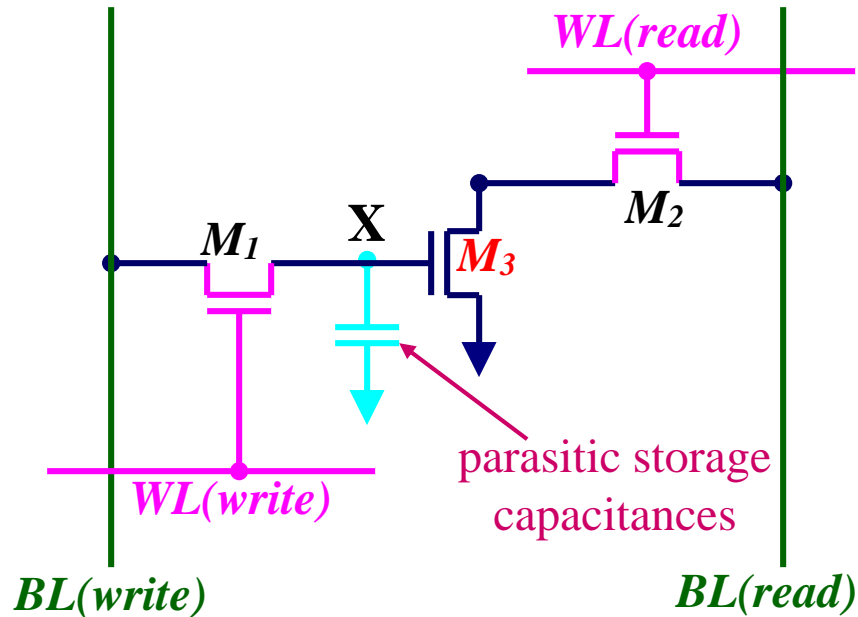 WL(read)
X
M1
M2
M3
parasitic storage
capacitances
WL(write)
BL(write)
BL(read)